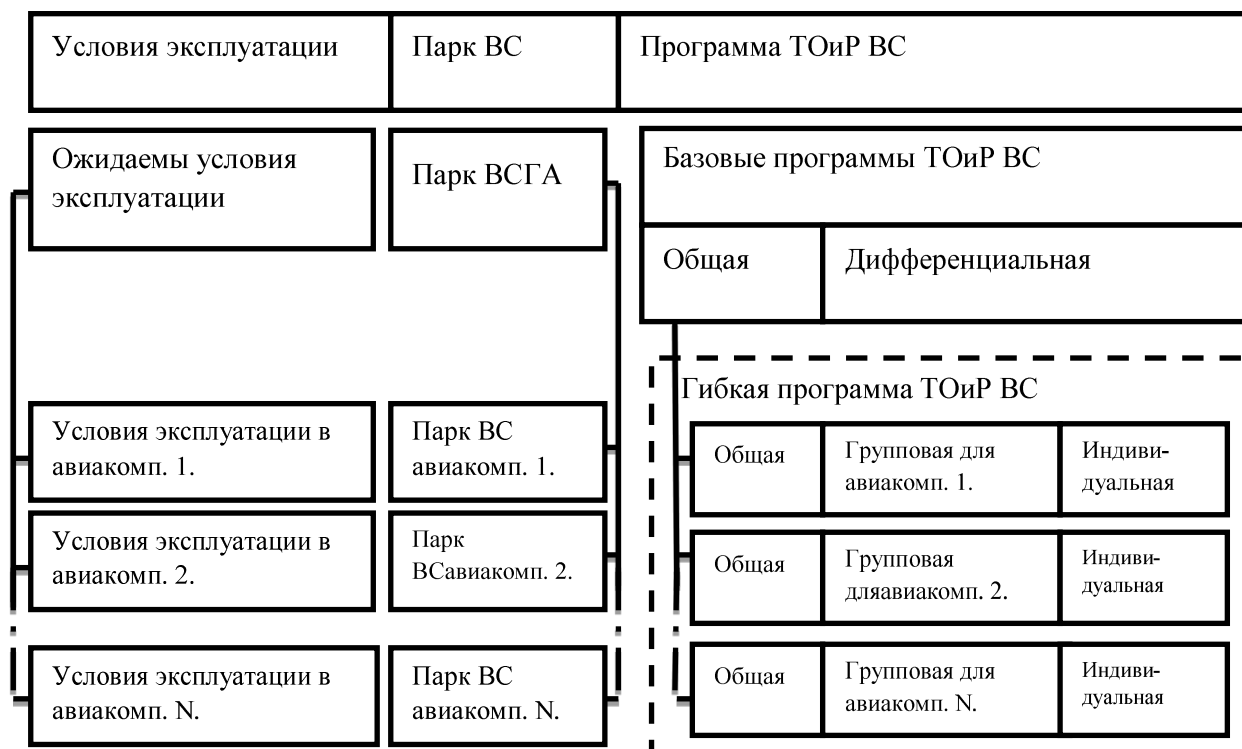 Условия эксплуатации
Парк ВС
Программа ТОиР ВС
Ожидаемы условия
эксплуатации
Парк ВСГА
Базовые программы ТОиР ВС
Общая
Дифференциальная
Гибкая программа ТОиР ВС
Условия эксплуатации в
авиакомп. 1.
Парк ВС
авиакомп. 1.
Общая
Групповая для
авиакомп. 1.
Индиви-
дуальная
Условия эксплуатации в
авиакомп. 2.
Парк
ВСавиакомп. 2.
Общая
Групповая
дляавиакомп. 2.
Индиви-
дуальная
Условия эксплуатации в
авиакомп. N.
Парк ВС
авиакомп. N.
Общая
Групповая для
авиакомп. N.
Индиви-
дуальная